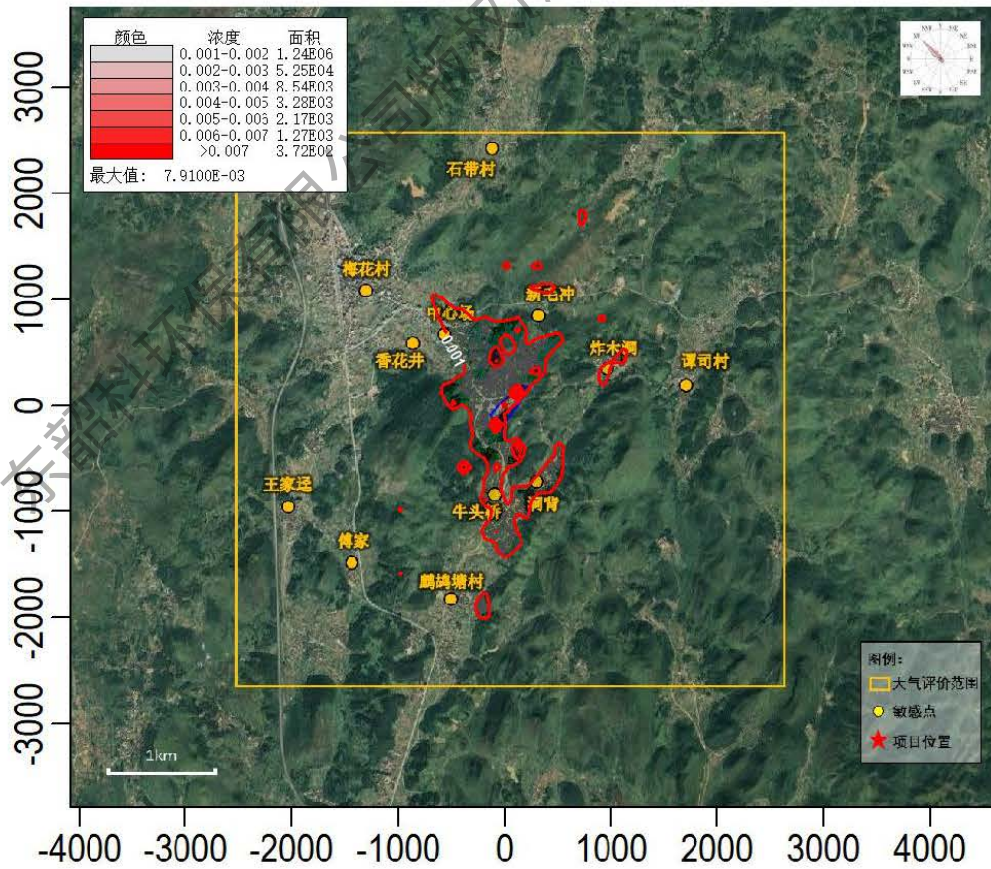 颜色 浓度 面积
0.001-0.002 1.24E06
0.002-0.003 5.25E04
0.003-0.004 8.54E03
0.004-0.005 3.28E03
0.005-0.006 2.17E03
0.006-0.007 1.27E03
>0.007 3.72E02
最大值: 7.9100E-03
石带村
梅花村
中心场
新毛冲
香花井
0.001
炸木洞
谭司村
王家迳
牛头桥
洞背
傅家
鹧鸪塘村
图例:
大气评价范围
敏感点
项目位置
1km
3000
2000
1000
0
-1000
-2000
-3000
-4000 -3000 -2000 -1000 0 1000 2000 3000 4000